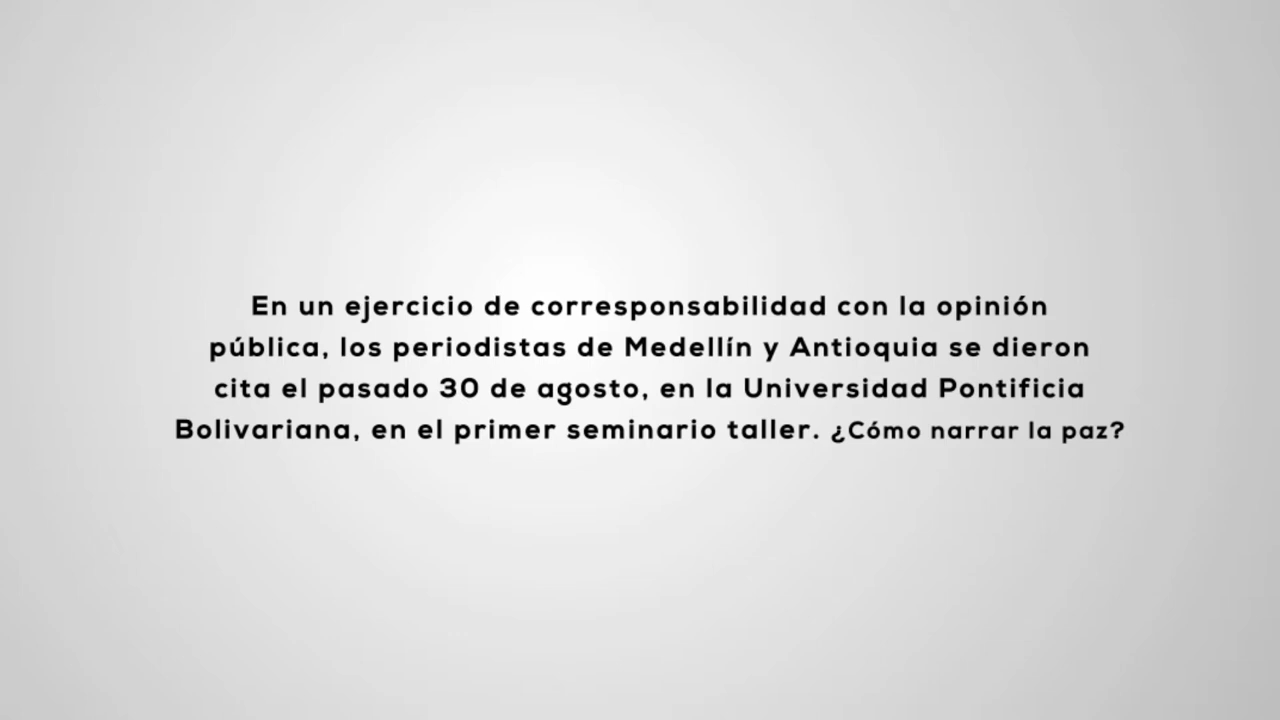 En un ejercicio de corresponsabilidad con la opinión
pública, los periodistas de Medellín y Antioquia se dieron
cita el pasado 30 de agosto, en la Universidad Pontificia
Bolivariana, en el primer seminario taller. ¿Cómo narrar la paz?